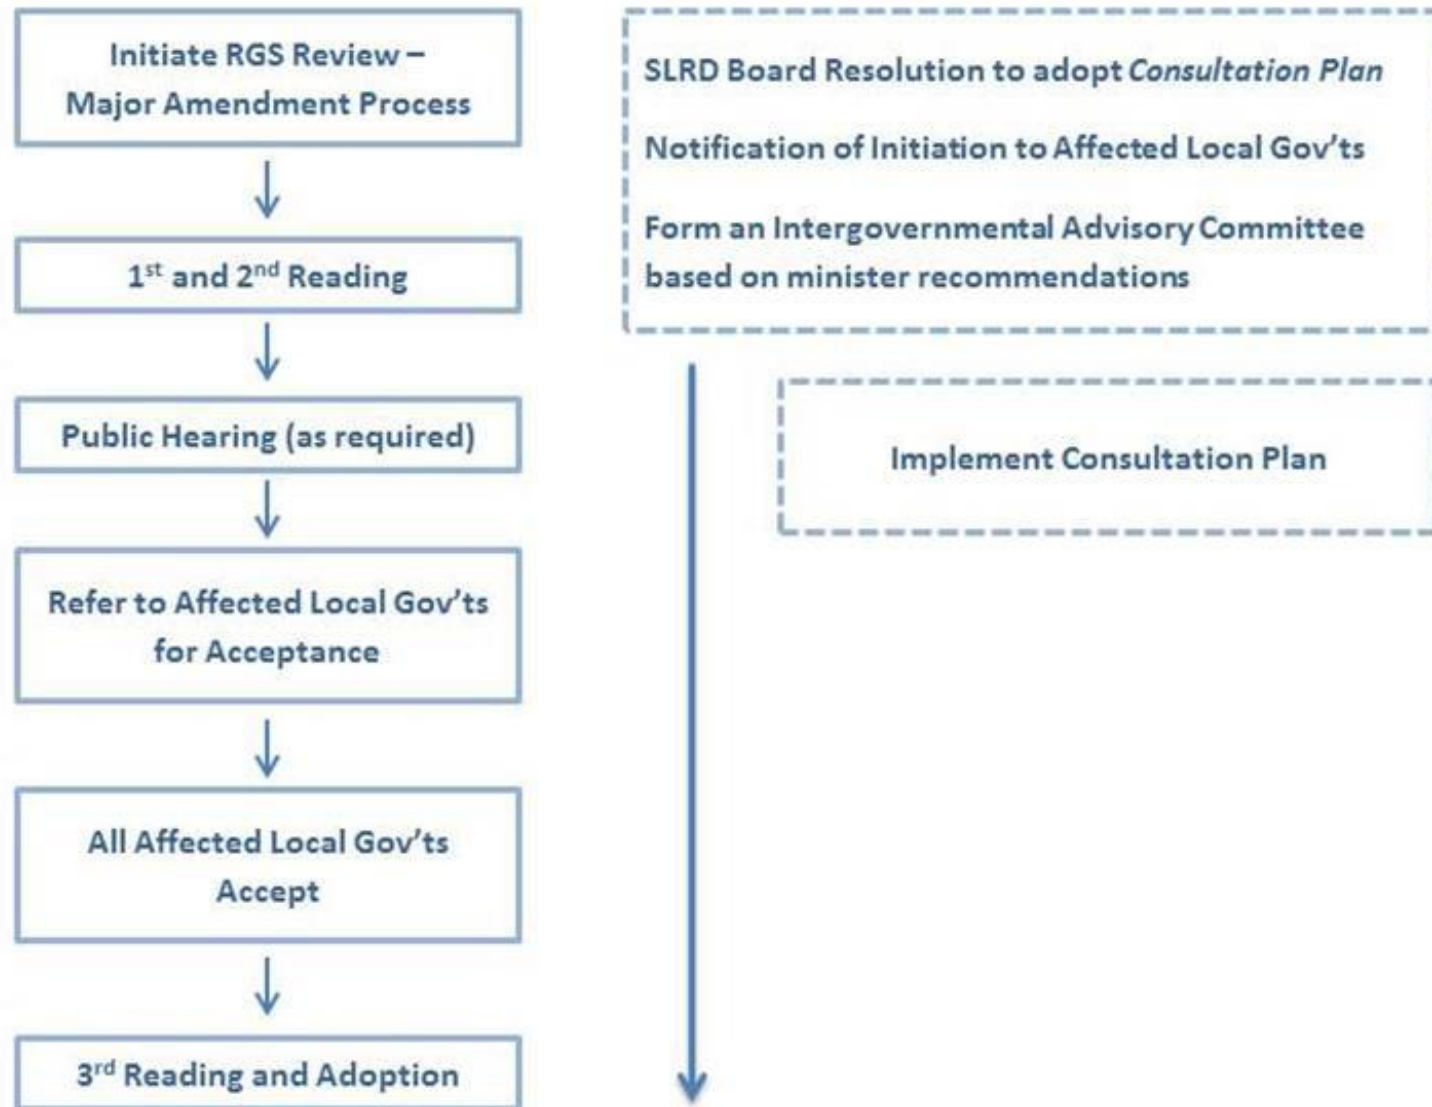 Initiate RGS Review –
Major Amendment Process
1st and 2nd Reading
Public Hearing (as required)
Refer to Affected Local Gov’ts
for Acceptance
All Affected Local Gov’ts
Accept
3rd Reading and Adoption
SLRD Board Resolution to adopt Consultation Plan
Notification of Initiation to Affected Local Gov’ts
Form an Intergovernmental Advisory Committee
based on minister recommendations
Implement Consultation Plan